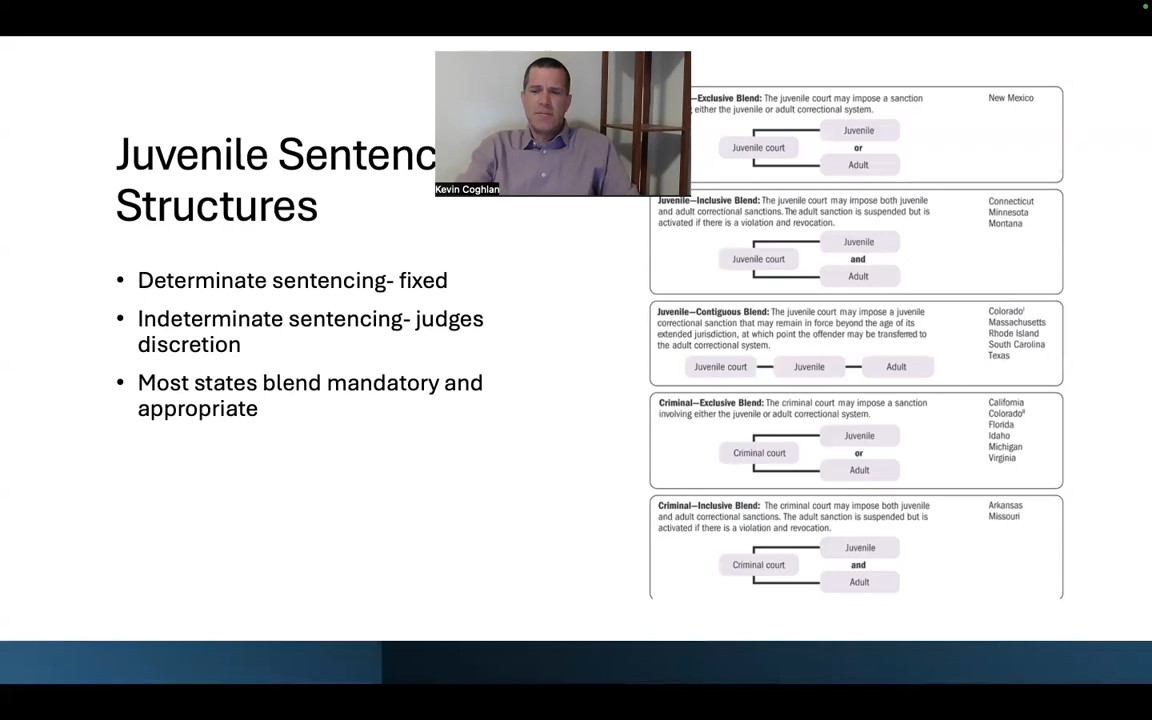 Juvenile Sentenc
Structures
• Determinate sentencing- fixed
• Indeterminate sentencing- judges
discretion
• Most states blend mandatory and
appropriate
Kevin Coghlan
—Exclusive Blend: The juvenile court may impose a sanction
either the juvenile or adult correctional system.
New Mexico
Juvenile court
Juvenile
or
Adult
Juvenile—Inclusive Blend: The juvenile court may impose both juvenile
and adult correctional sanctions. The adult sanction is suspended but is
activated if there is a violation and revocation.
Connecticut
Minnesota
Montana
Juvenile court
Juvenile
and
Adult
Juvenile—Contiguous Blend: The juvenile court may impose a juvenile
correctional sanction that may remain in force beyond the age of its
extended jurisdiction, at which point the offender may be transferred to
the adult correctional system.
Coloradoⁱ
Massachusetts
Rhode Island
South Carolina
Texas
Juvenile court
Juvenile
Adult
Criminal—Exclusive Blend: The criminal court may impose a sanction
involving either the juvenile or adult correctional system.
California
Coloradoⁱⁱ
Florida
Idaho
Michigan
Virginia
Criminal court
Juvenile
or
Adult
Criminal—Inclusive Blend: The criminal court may impose both juvenile
and adult correctional sanctions. The adult sanction is suspended but is
activated if there is a violation and revocation.
Arkansas
Missouri
Criminal court
Juvenile
and
Adult